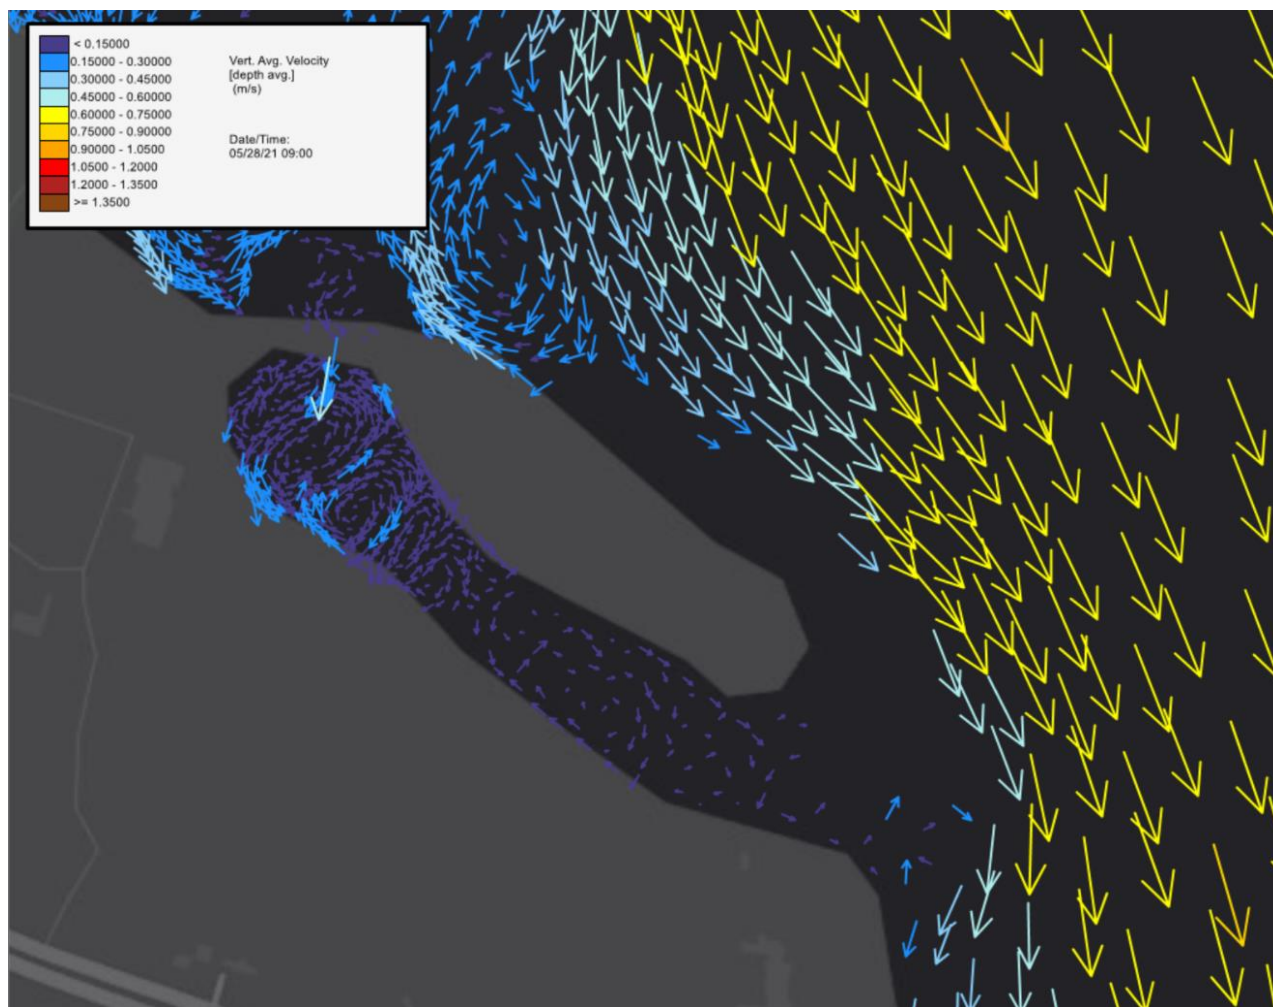 < 0.15000
0.15000 - 0.30000
0.30000 - 0.45000
0.45000 - 0.60000
0.60000 - 0.75000
0.75000 - 0.90000
0.90000 - 1.0500
1.0500 - 1.2000
1.2000 - 1.3500
>= 1.3500
Vert. Avg. Velocity
[depth avg.]
(m/s)
Date/Time:
05/28/21 09:00